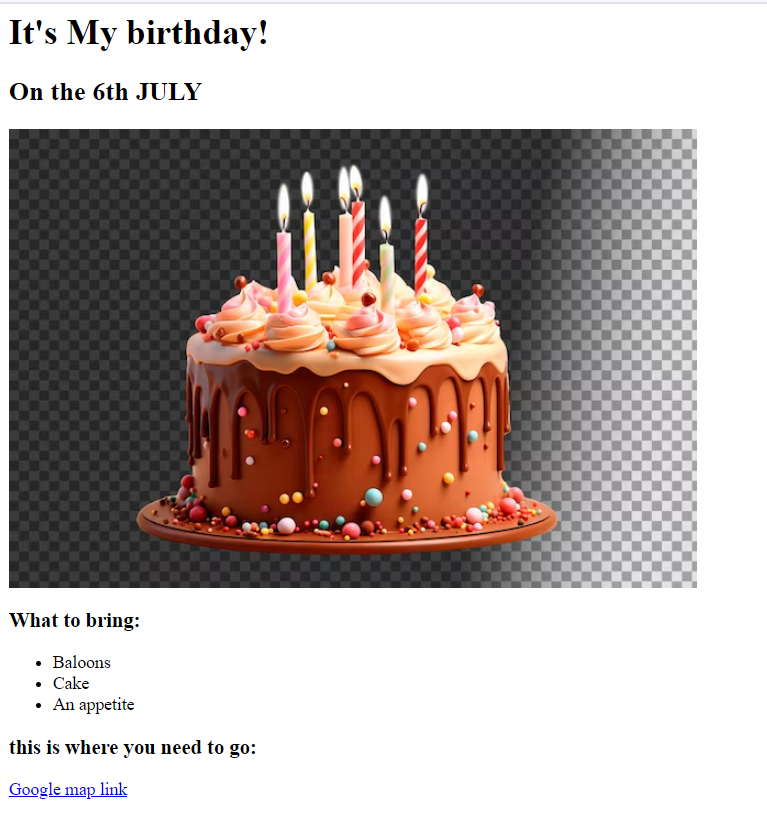 It's My birthday!
On the 6th JULY
What to bring:
Baloons
Cake
An appetite
this is where you need to go:
Google map link